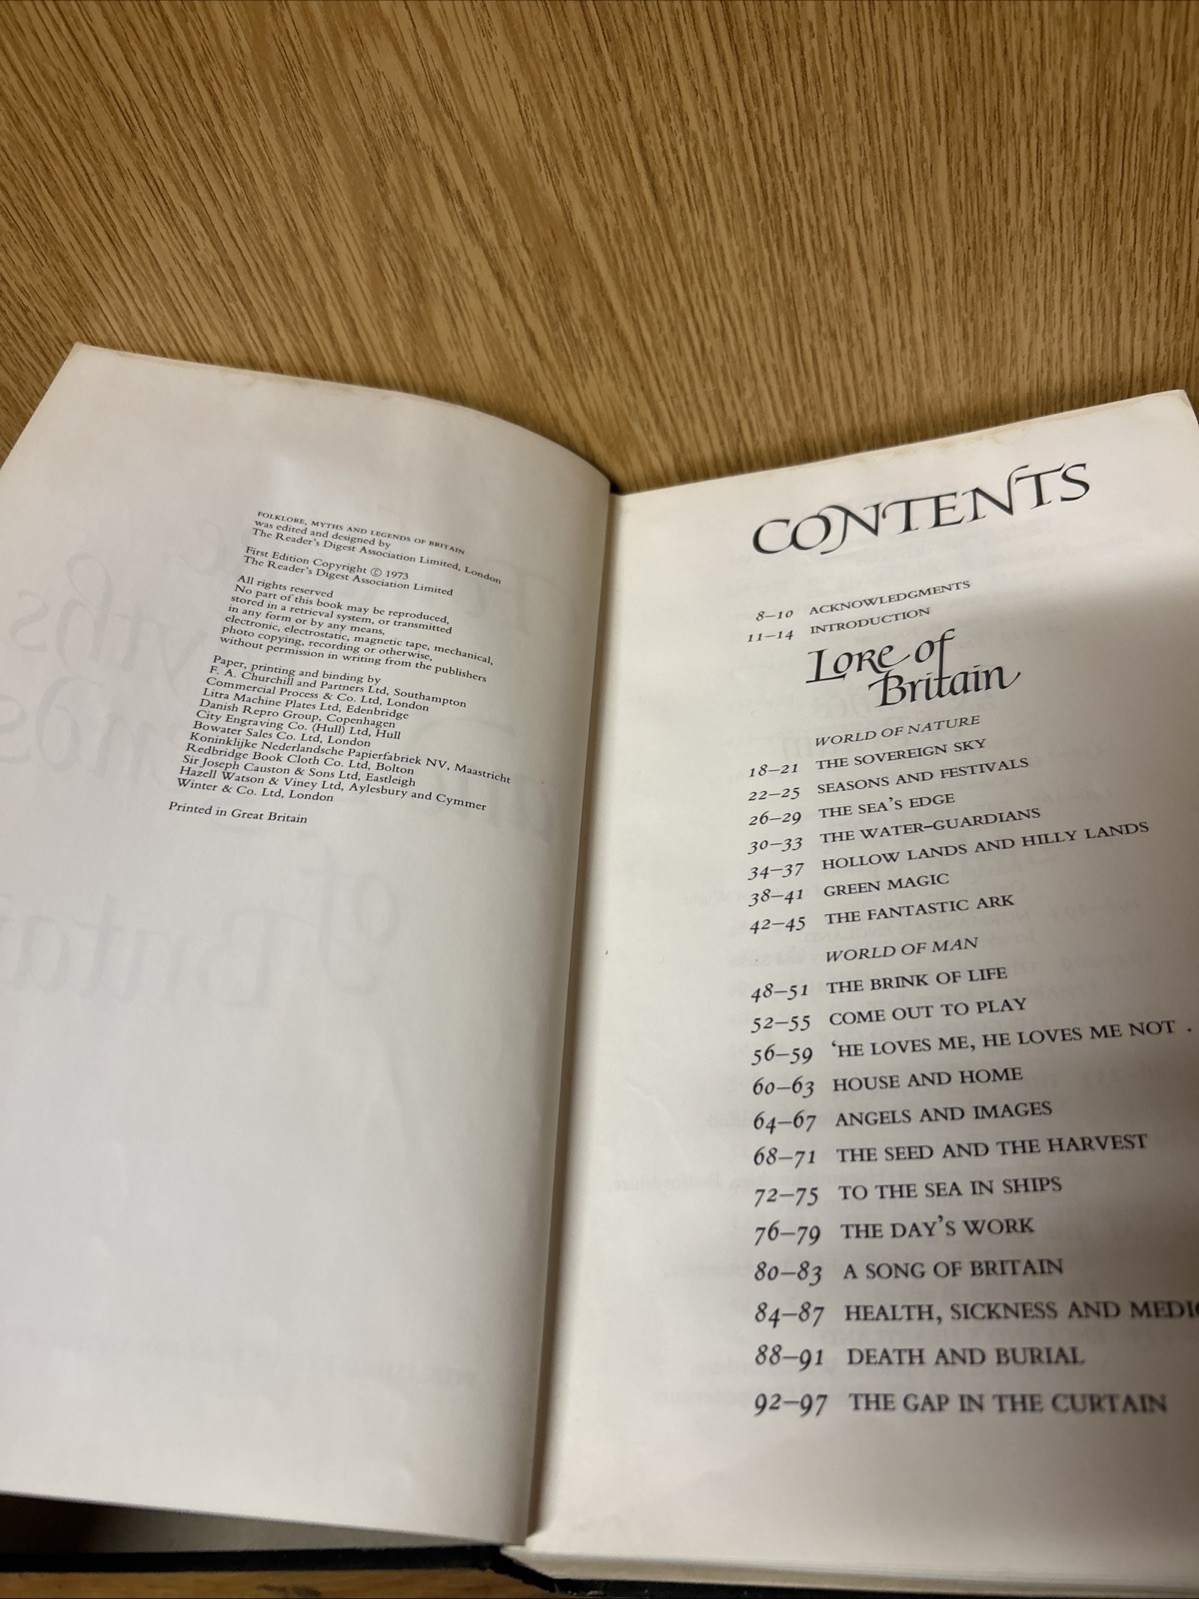 FOLKLORE, MYTHS AND LEGENDS OF BRITAIN
was edited and designed by
The Reader's Digest Association Limited, London
First Edition Copyright © 1973
The Reader's Digest Association Limited
All rights reserved
No part of this book may be reproduced,
stored in a retrieval system, or transmitted
in any form or by any means,
electronic, electrostatic, magnetic tape, mechanical,
photo copying, recording or otherwise,
without permission in writing from the publishers
Paper, printing and binding by
F. A. Churchill and Partners Ltd, Southampton
Commercial Process & Co. Ltd, London
Litra Machine Plates Ltd, Edenbridge
Danish Repro Group, Copenhagen
City Engraving Co. (Hull) Ltd, Hull
Bowater Sales Co. Ltd, London
Koninklijke Nederlandsche Papierfabriek NV, Maastricht
Redbridge Book Cloth Co. Ltd, Bolton
Sir Joseph Causton & Sons Ltd, Eastleigh
Hazell Watson & Viney Ltd, Aylesbury and Cymmer
Winter & Co. Ltd, London
Printed in Great Britain
CONTENTS
8–10 ACKNOWLEDGMENTS
11–14 INTRODUCTION
Lore of
Britain
WORLD OF NATURE
18–21 THE SOVEREIGN SKY
22–25 SEASONS AND FESTIVALS
26–29 THE SEA'S EDGE
30–33 THE WATER-GUARDIANS
34–37 HOLLOW LANDS AND HILLY LANDS
38–41 GREEN MAGIC
42–45 THE FANTASTIC ARK
WORLD OF MAN
48–51 THE BRINK OF LIFE
52–55 COME OUT TO PLAY
56–59 'HE LOVES ME, HE LOVES ME NOT .
60–63 HOUSE AND HOME
64–67 ANGELS AND IMAGES
68–71 THE SEED AND THE HARVEST
72–75 TO THE SEA IN SHIPS
76–79 THE DAY'S WORK
80–83 A SONG OF BRITAIN
84–87 HEALTH, SICKNESS AND MEDIC
88–91 DEATH AND BURIAL
92–97 THE GAP IN THE CURTAIN